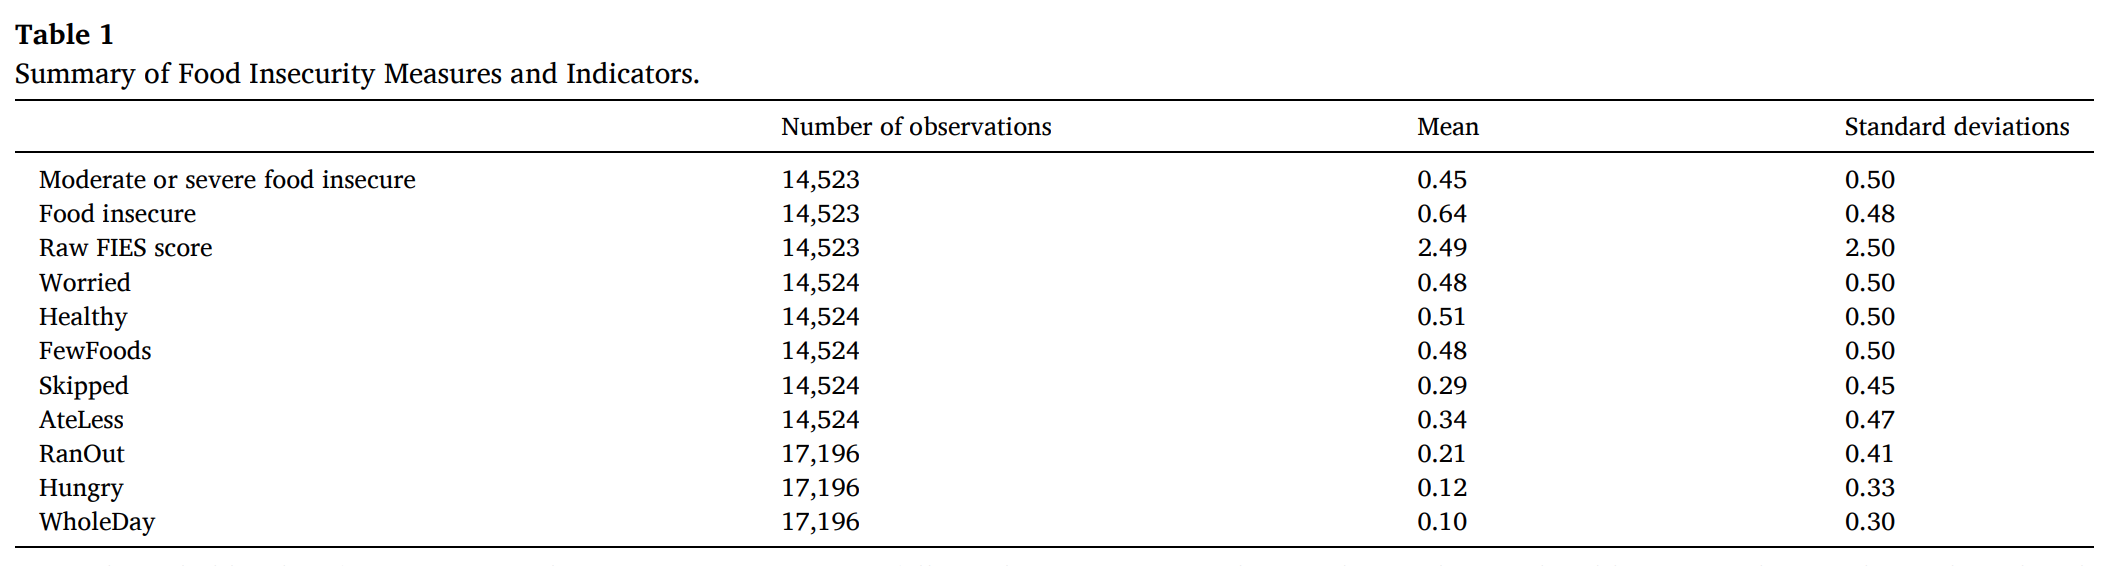 Table 1
Summary of Food Insecurity Measures and Indicators.
Number of observations Mean Standard deviations
Moderate or severe food insecure 14,523 0.45 0.50
Food insecure 14,523 0.64 0.48
Raw FIES score 14,523 2.49 2.50
Worried 14,524 0.48 0.50
Healthy 14,524 0.51 0.50
FewFoods 14,524 0.48 0.50
Skipped 14,524 0.29 0.45
AteLess 14,524 0.34 0.47
RanOut 17,196 0.21 0.41
Hungry 17,196 0.12 0.33
WholeDay 17,196 0.10 0.30